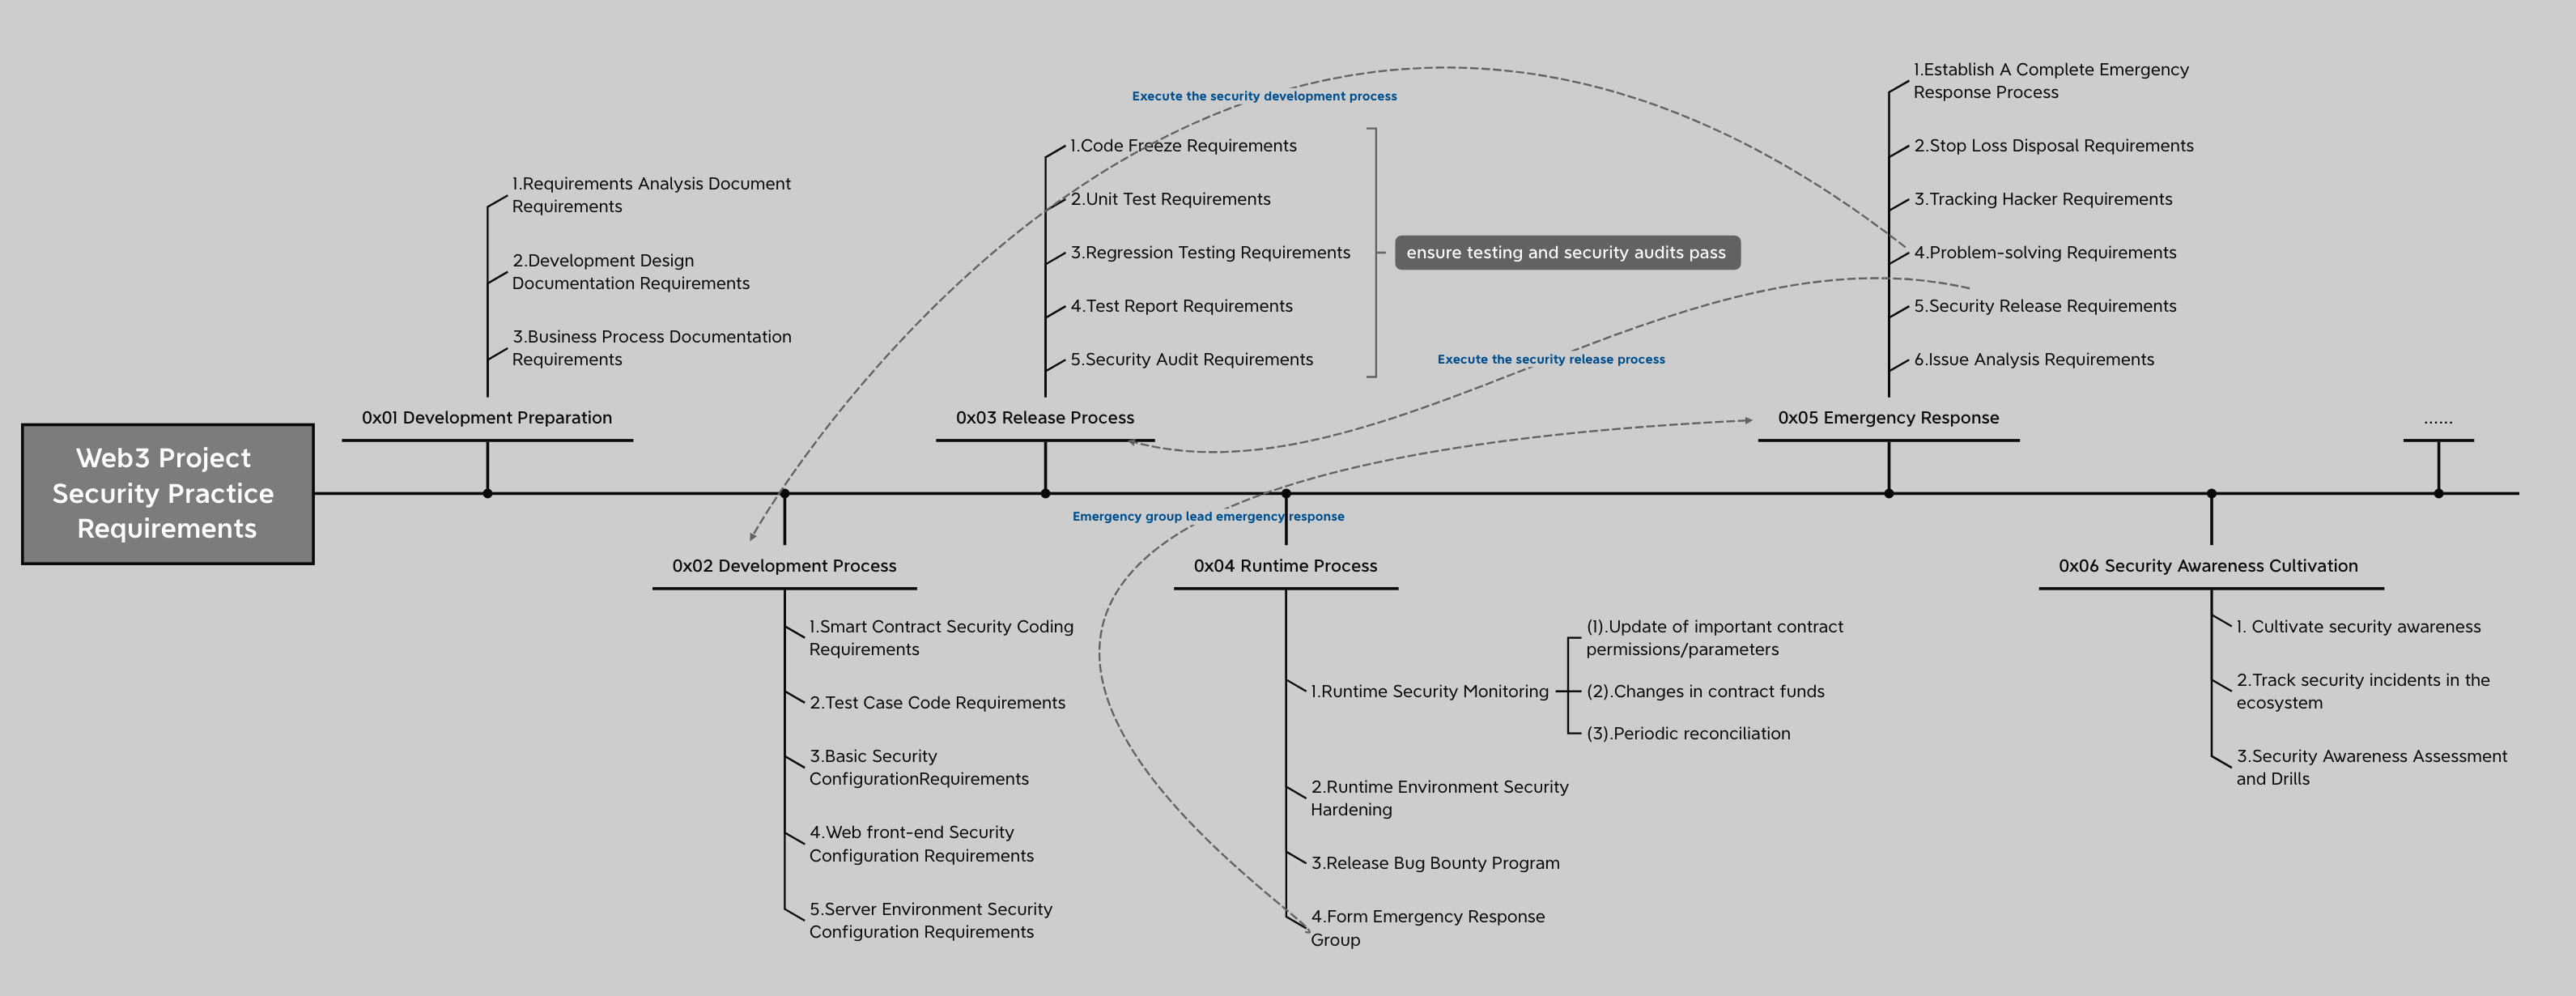 Web3 Project
Security Practice
Requirements
0x01 Development Preparation
1.Requirements Analysis Document
Requirements
2.Development Design
Documentation Requirements
3.Business Process Documentation
Requirements
0x02 Development Process
1.Smart Contract Security Coding
Requirements
2.Test Case Code Requirements
3.Basic Security
ConfigurationRequirements
4.Web front-end Security
Configuration Requirements
5.Server Environment Security
Configuration Requirements
0x03 Release Process
1.Code Freeze Requirements
2.Unit Test Requirements
3.Regression Testing Requirements
4.Test Report Requirements
5.Security Audit Requirements
ensure testing and security audits pass
0x04 Runtime Process
1.Runtime Security Monitoring
(1).Update of important contract
permissions/parameters
(2).Changes in contract funds
(3).Periodic reconciliation
2.Runtime Environment Security
Hardening
3.Release Bug Bounty Program
4.Form Emergency Response
Group
0x05 Emergency Response
1.Establish A Complete Emergency
Response Process
2.Stop Loss Disposal Requirements
3.Tracking Hacker Requirements
4.Problem-solving Requirements
5.Security Release Requirements
6.Issue Analysis Requirements
0x06 Security Awareness Cultivation
1. Cultivate security awareness
2.Track security incidents in the
ecosystem
3.Security Awareness Assessment
and Drills
......
Execute the security development process
Execute the security release process
Emergency group lead emergency response